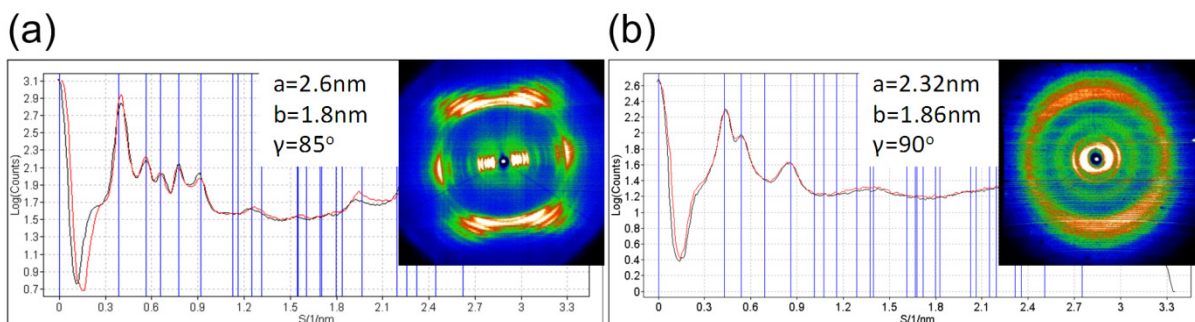 (a)
(b)
a=2.6nm
b=1.8nm
γ=85°
a=2.32nm
b=1.86nm
γ=90°
Log(Counts)
3.1
2.9
2.7
2.5
2.3
2.1
1.9
1.7
1.5
1.3
1.1
0.9
0.7
0 0.3 0.6 0.9 1.2 1.5 1.8 2.1 2.4 2.7 3 3.3
S(1/nm)
Log(Counts)
2.6
2.4
2.2
2
1.8
1.6
1.4
1.2
1
0.8
0.6
0.4
0.2
0
0 0.3 0.6 0.9 1.2 1.5 1.8 2.1 2.4 2.7 3 3.3
S(1/nm)